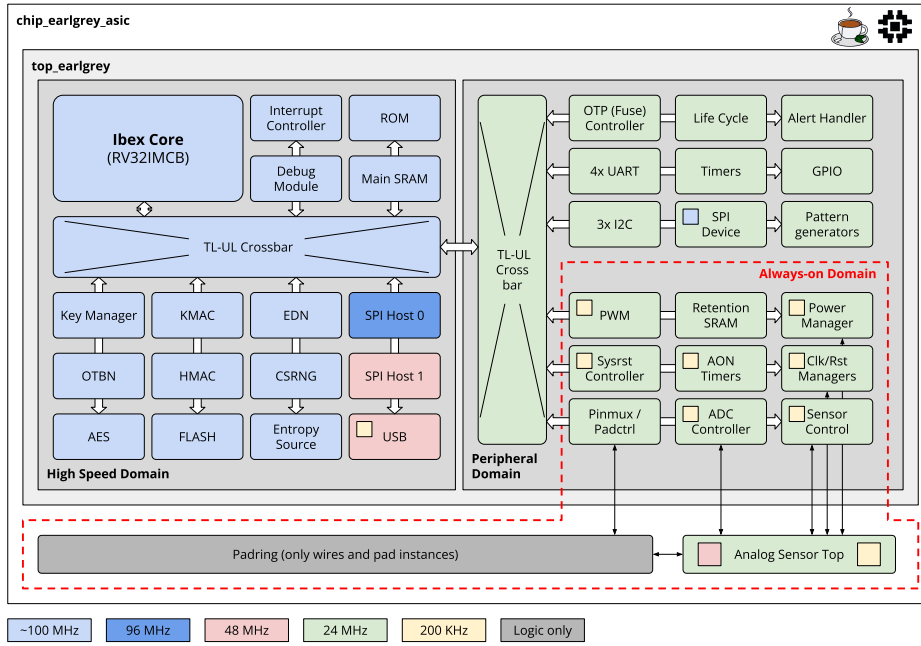 chip_earlgrey_asic
top_earlgrey
Ibex Core
(RV32IMCB)
Interrupt
Controller
ROM
Debug
Module
Main SRAM
TL-UL Crossbar
Key Manager
KMAC
EDN
SPI Host 0
OTBN
HMAC
CSRNG
SPI Host 1
AES
FLASH
Entropy
Source
USB
High Speed Domain
TL-UL
Cross
bar
OTP (Fuse)
Controller
Life Cycle
Alert Handler
4x UART
Timers
GPIO
3x I2C
SPI
Device
Pattern
generators
Always-on Domain
PWM
Retention
SRAM
Power
Manager
Sysrst
Controller
AON
Timers
Clk/Rst
Managers
Pinmux /
Padctrl
ADC
Controller
Sensor
Control
Peripheral
Domain
Padring (only wires and pad instances)
Analog Sensor Top
~100 MHz
96 MHz
48 MHz
24 MHz
200 KHz
Logic only